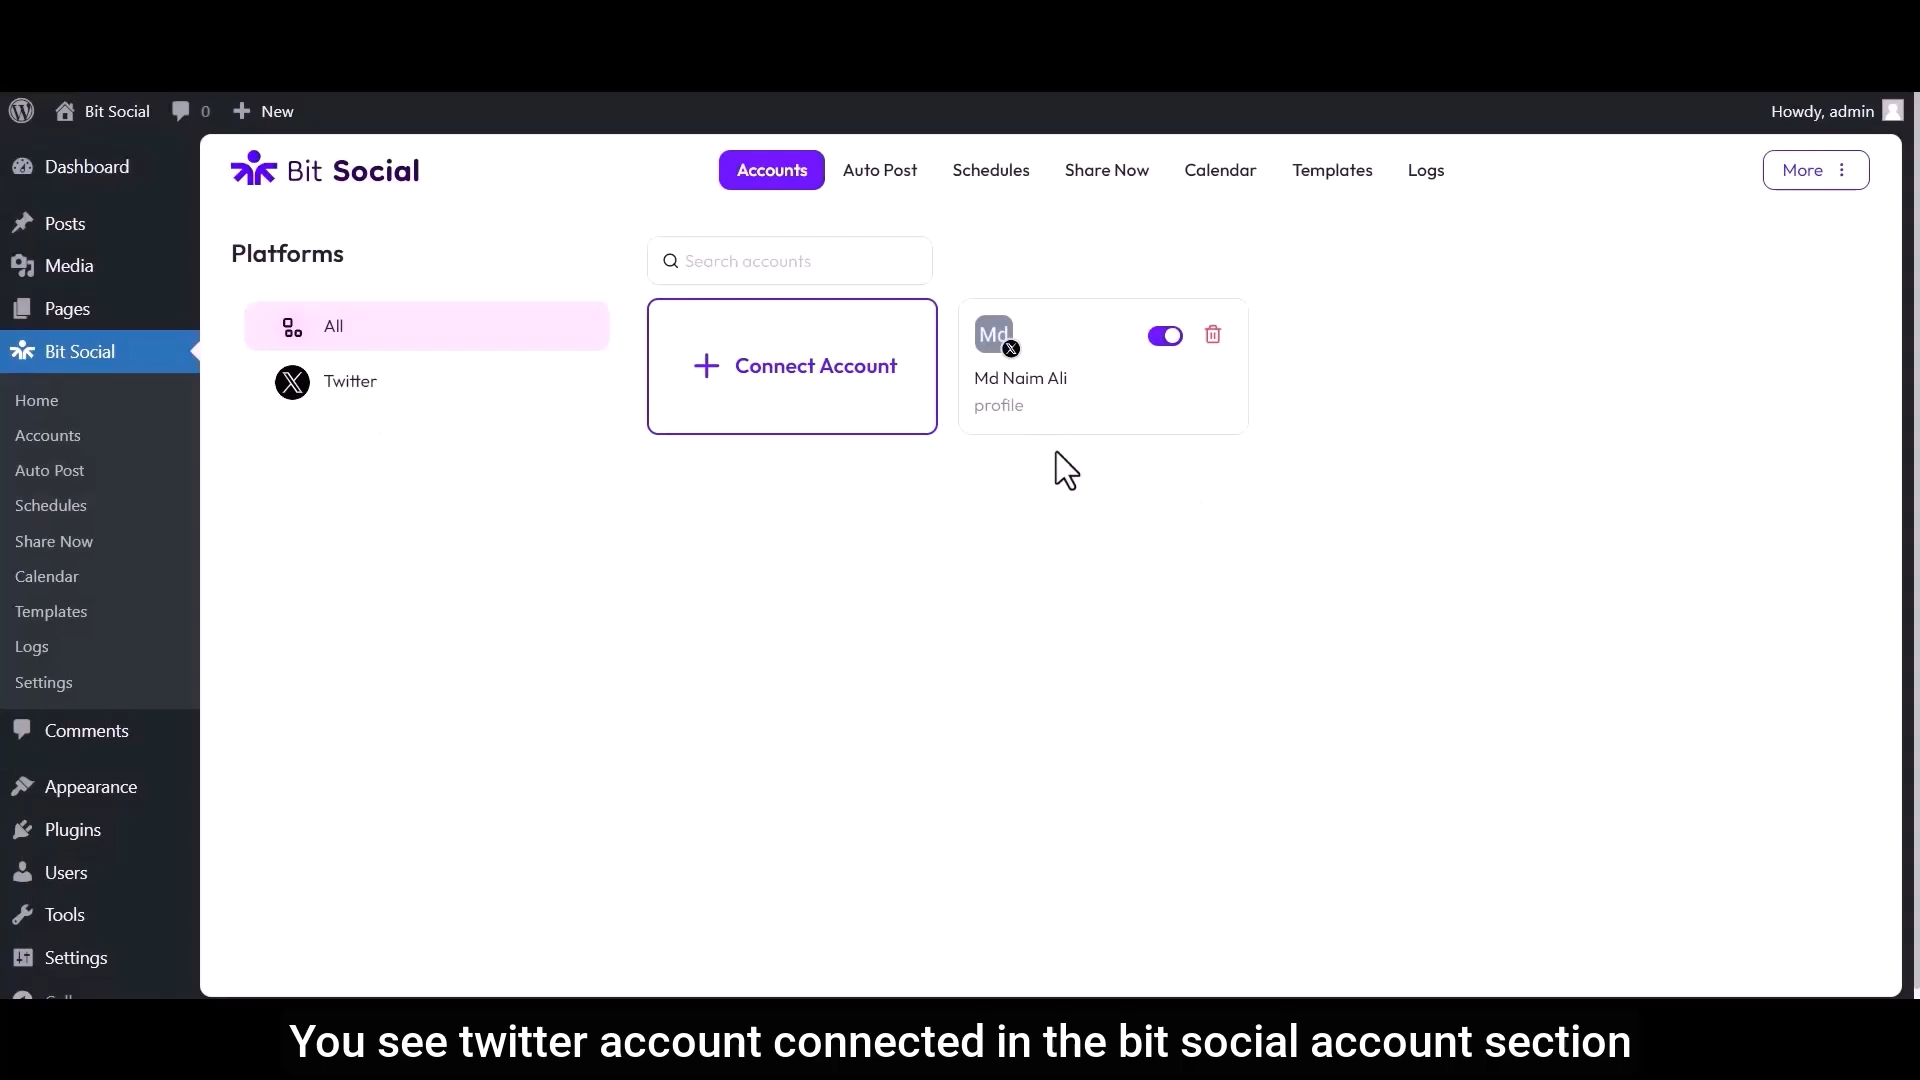 Bit Social
0
New
Howdy, admin
Dashboard
Posts
Media
Pages
Bit Social
Home
Accounts
Auto Post
Schedules
Share Now
Calendar
Templates
Logs
Settings
Comments
Appearance
Plugins
Users
Tools
Settings
Bit Social
Accounts
Auto Post
Schedules
Share Now
Calendar
Templates
Logs
More
Platforms
All
Twitter
Search accounts
Connect Account
Md
Md Naim Ali
profile
You see twitter account connected in the bit social account section